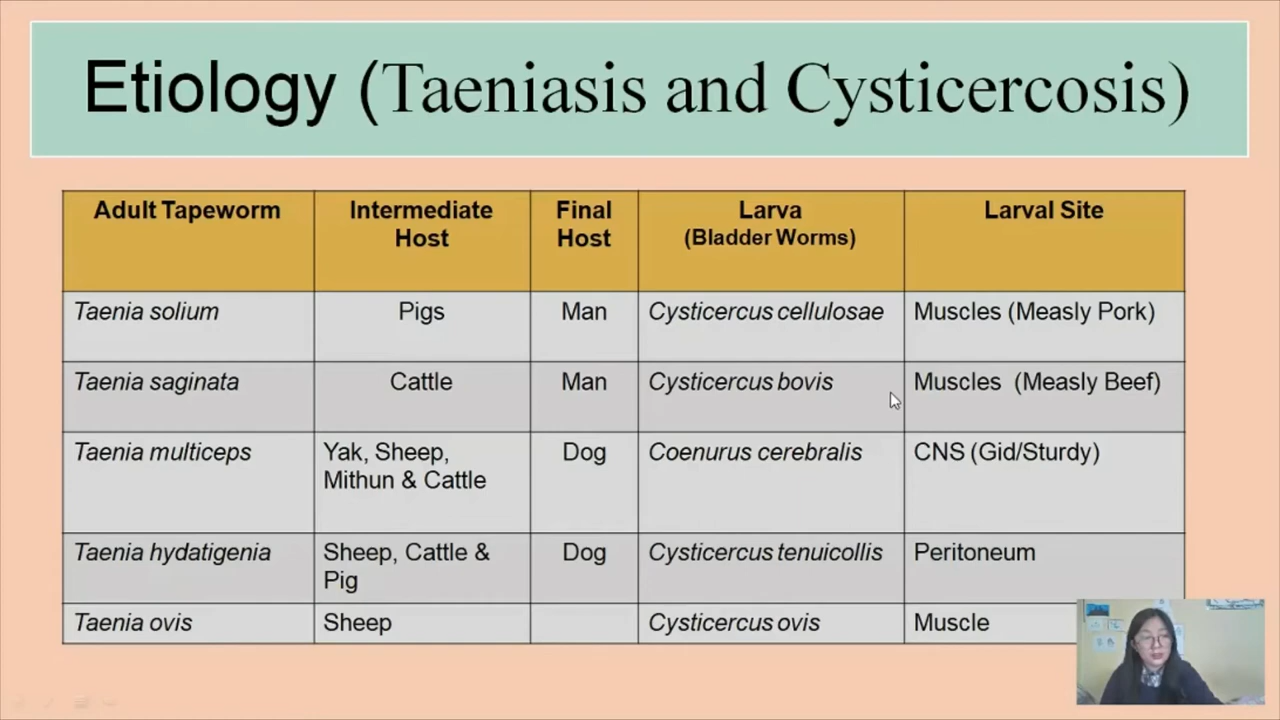 Etiology (Taeniasis and Cysticercosis)
Adult Tapeworm
Intermediate
Host
Final
Host
Larva
(Bladder Worms)
Larval Site
Taenia solium
Pigs
Man
Cysticercus cellulosae
Muscles (Measly Pork)
Taenia saginata
Cattle
Man
Cysticercus bovis
Muscles (Measly Beef)
Taenia multiceps
Yak, Sheep,
Mithun & Cattle
Dog
Coenurus cerebralis
CNS (Gid/Sturdy)
Taenia hydatigenia
Sheep, Cattle &
Pig
Dog
Cysticercus tenuicollis
Peritoneum
Taenia ovis
Sheep
Cysticercus ovis
Muscle